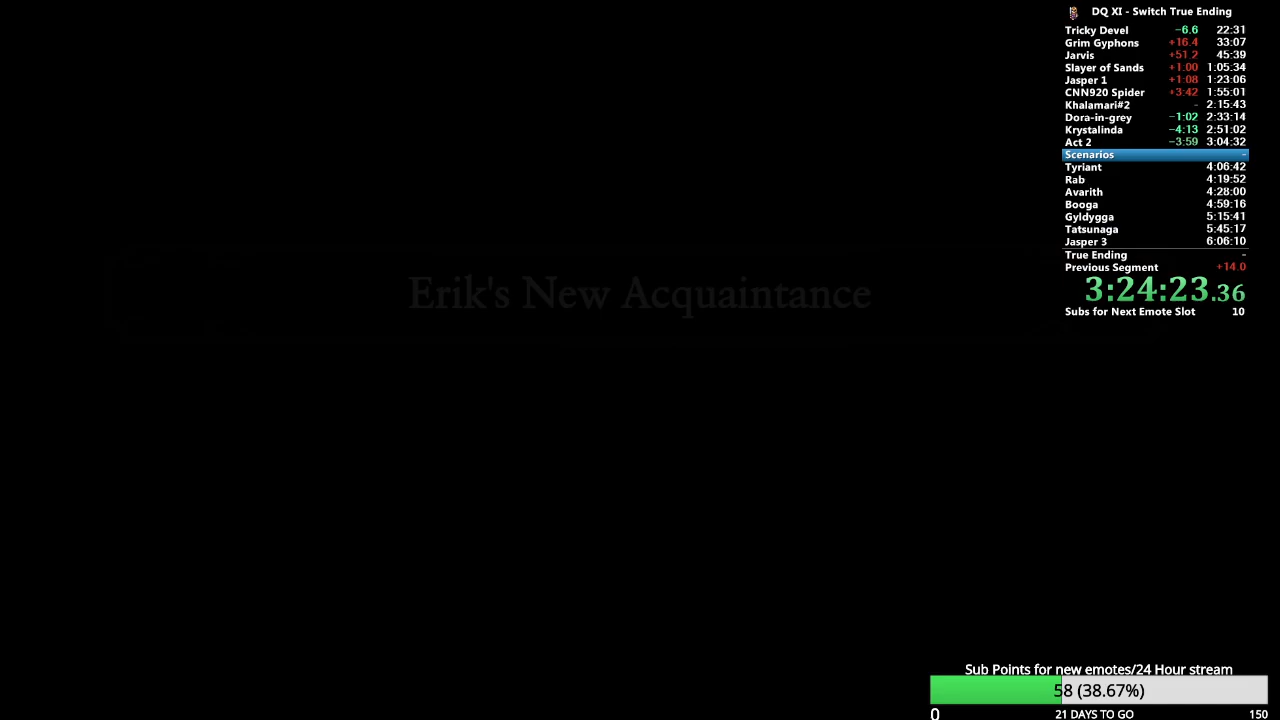 DQ XI - Switch True Ending
Tricky Devel -6.6 22:31
Grim Gyphons +16.4 33:07
Jarvis +51.2 45:39
Slayer of Sands +1:00 1:05:34
Jasper 1 +1:08 1:23:06
CNN920 Spider +3:42 1:55:01
Khalamari#2 - 2:15:43
Dora-in-grey -1:02 2:33:14
Krystalinda -4:13 2:51:02
Act 2 -3:59 3:04:32
Scenarios -
Tyriant 4:06:42
Rab 4:19:52
Avarith 4:28:00
Booga 4:59:16
Gyldygga 5:15:41
Tatsunaga 5:45:17
Jasper 3 6:06:10
True Ending -
Previous Segment +14.0
3:24:23.36
Subs for Next Emote Slot 10
Erik's New Acquaintance
Sub Points for new emotes/24 Hour stream
58 (38.67%)
0 21 DAYS TO GO 150